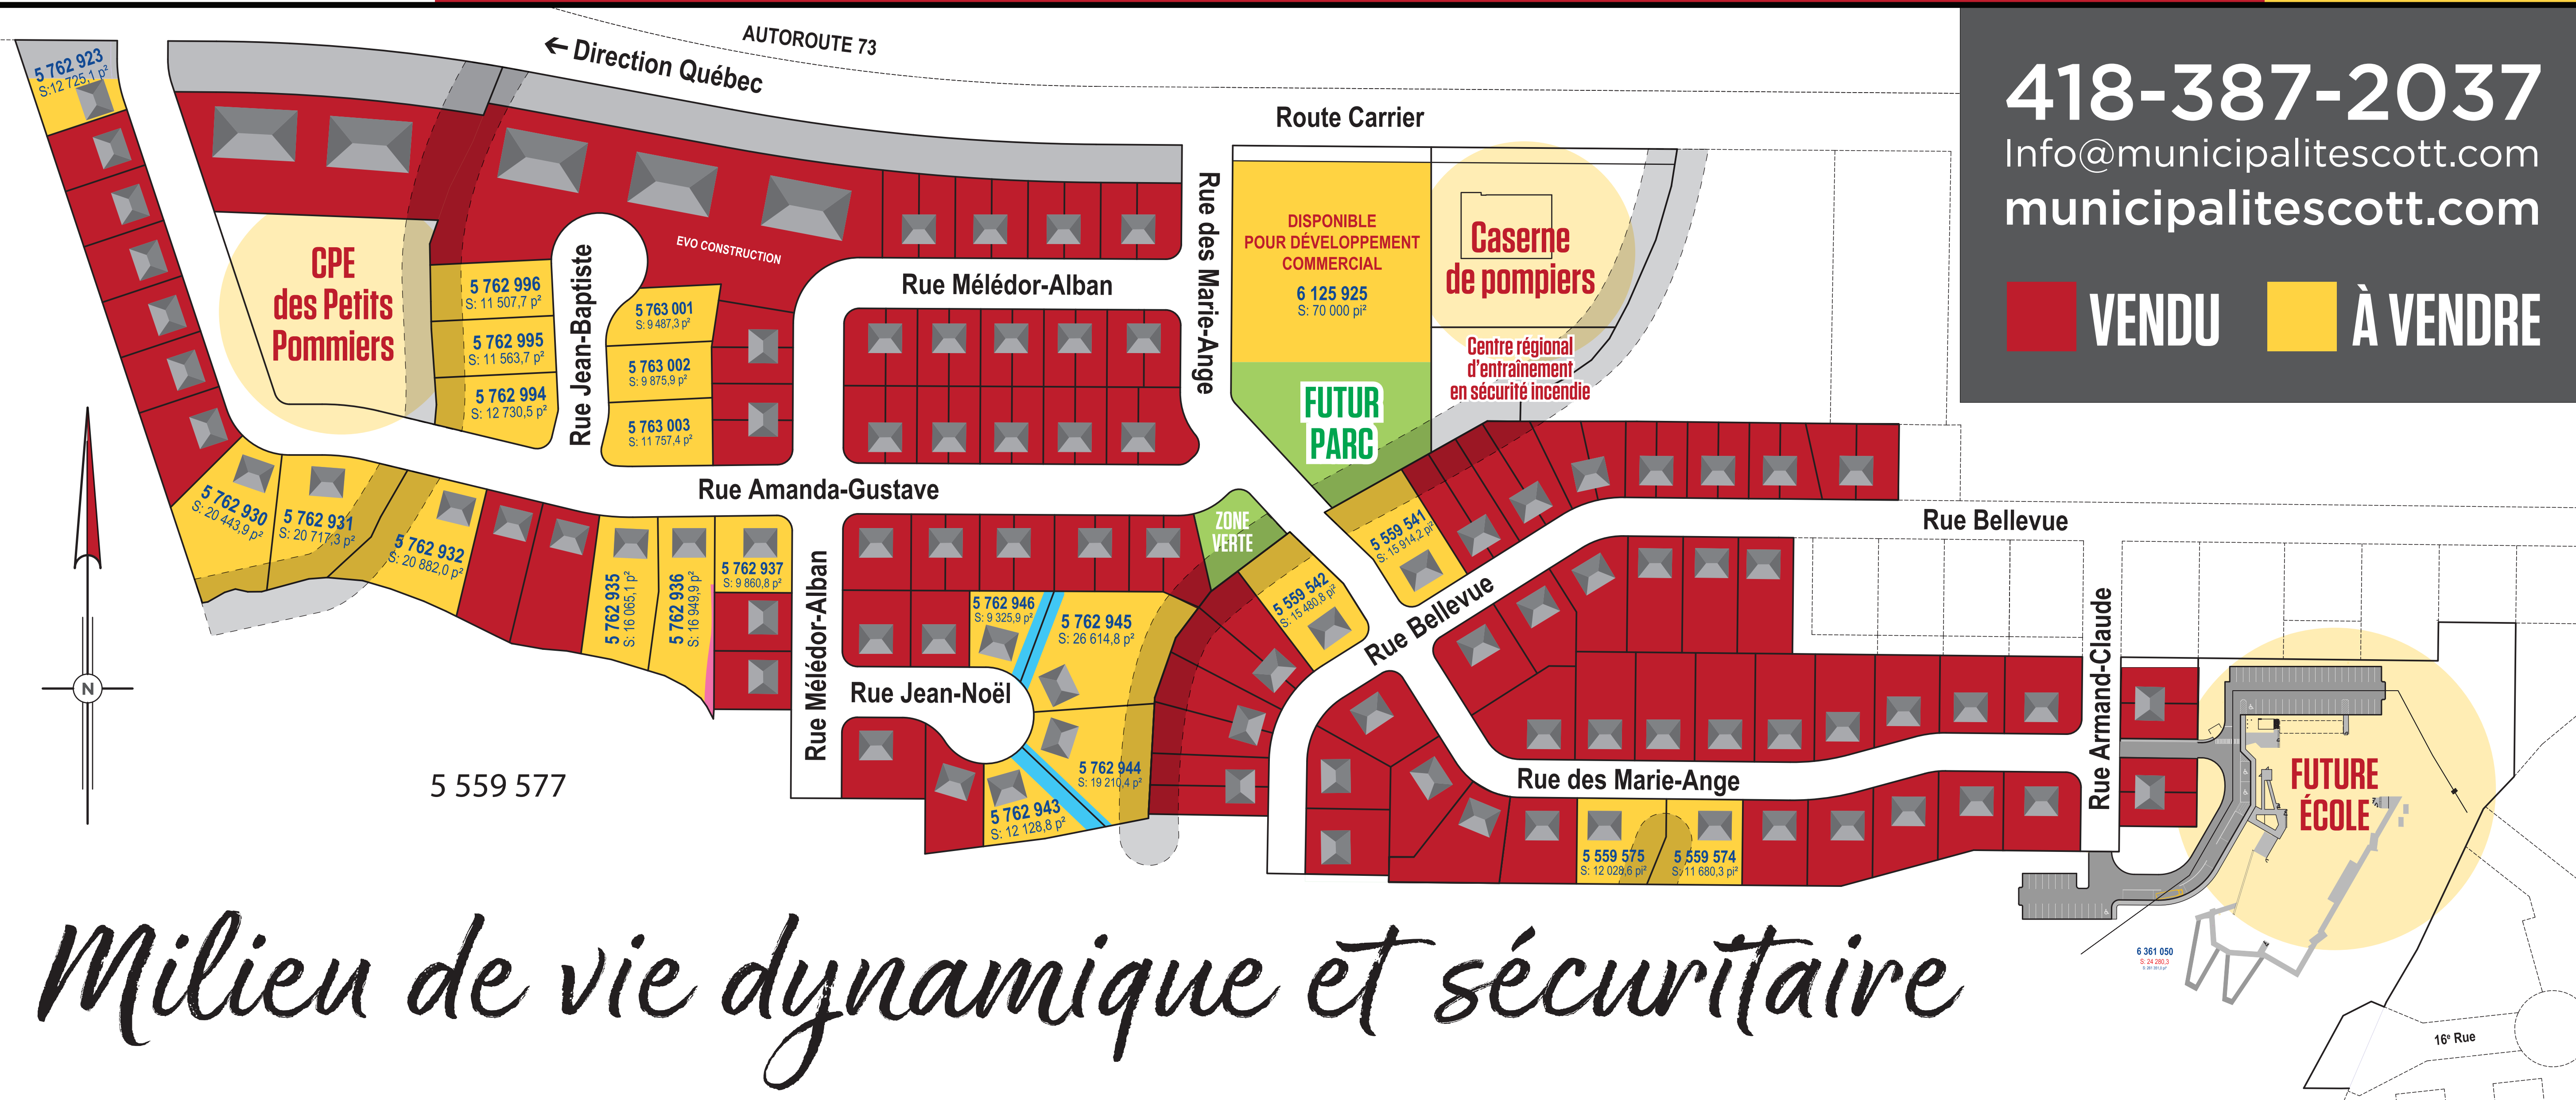 AUTOROUTE 73
← Direction Québec
Route Carrier
418-387-2037
Info@municipalitescott.com
municipalitescott.com
VENDU
À VENDRE
5 762 923
S:12 725,1 p²
CPE
des Petits
Pommiers
5 762 996
S: 11 507,7 p²
5 762 995
S: 11 563,7 p²
5 762 994
S: 12 730,5 p²
Rue Jean-Baptiste
EVO CONSTRUCTION
5 763 001
S: 9 487,3 p²
5 763 002
S: 9 875,9 p²
5 763 003
S: 11 757,4 p²
Rue Mélédor-Alban
Rue des Marie-Ange
DISPONIBLE
POUR DÉVELOPPEMENT
COMMERCIAL
6 125 925
S: 70 000 pi²
Caserne
de pompiers
Centre régional
d'entraînement
en sécurité incendie
FUTUR
PARC
Rue Amanda-Gustave
5 762 930
S: 20 443,9 p²
5 762 931
S: 20 717,3 p²
5 762 932
S: 20 882,0 p²
5 762 935
S: 16 065,1 p²
5 762 936
S: 16 949,9 p²
5 762 937
S: 9 860,8 p²
Rue Mélédor-Alban
ZONE
VERTE
5 559 541
S: 15 914,2 pi²
5 559 542
S: 15 480,8 pi²
Rue Bellevue
Rue Bellevue
5 762 946
S: 9 325,9 p²
5 762 945
S: 26 614,8 p²
Rue Jean-Noël
5 762 944
S: 19 210,4 p²
5 762 943
S: 12 128,8 p²
Rue des Marie-Ange
5 559 575
S: 12 028,6 pi²
5 559 574
S: 11 680,3 pi²
Rue Armand-Claude
FUTURE
ÉCOLE
N
5 559 577
6 361 050
S: 24 280,3
16e Rue
Milieu de vie dynamique et sécuritaire